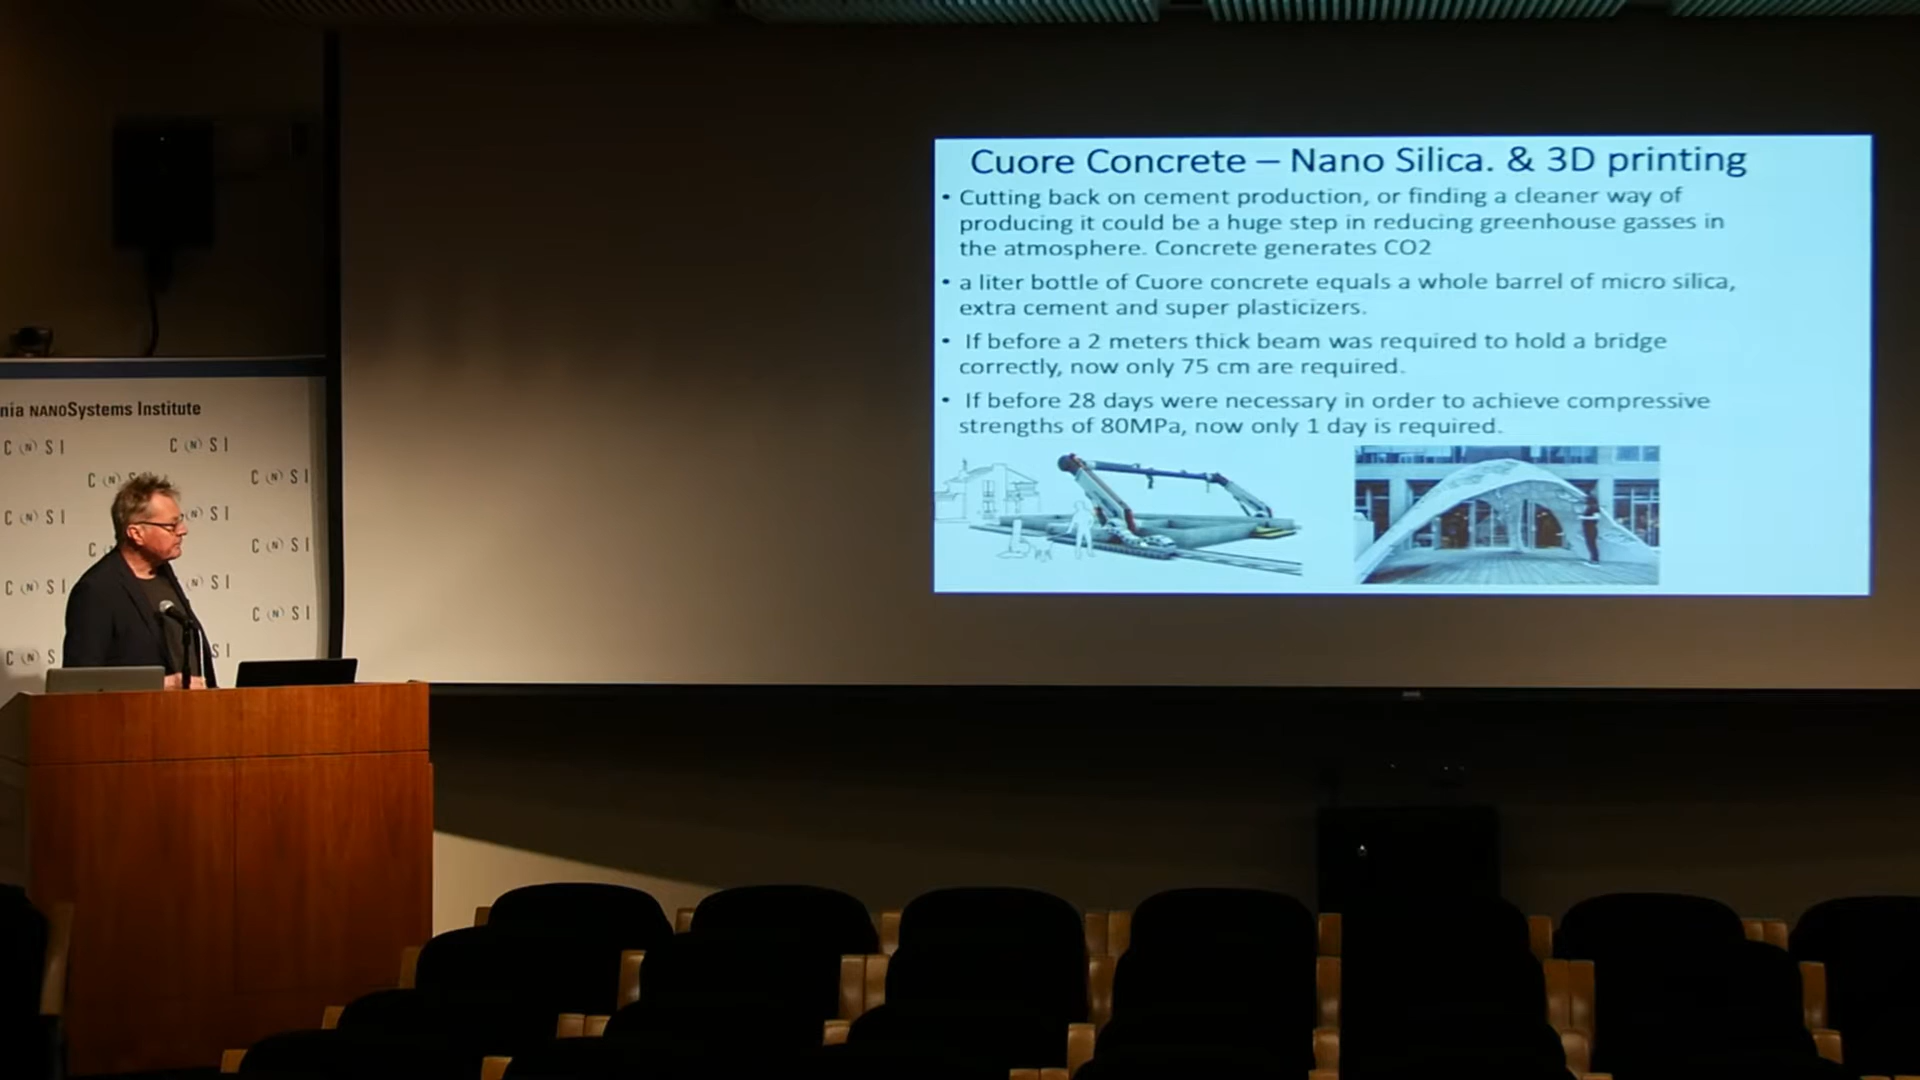 Cuore Concrete – Nano Silica. & 3D printing
• Cutting back on cement production, or finding a cleaner way of
producing it could be a huge step in reducing greenhouse gasses in
the atmosphere. Concrete generates CO2
• a liter bottle of Cuore concrete equals a whole barrel of micro silica,
extra cement and super plasticizers.
• If before a 2 meters thick beam was required to hold a bridge
correctly, now only 75 cm are required.
• If before 28 days were necessary in order to achieve compressive
strengths of 80MPa, now only 1 day is required.
nia NANOSystems Institute
C (N) S I
C (N) S I
C (N) S
C (N) S I
C (N) S I
(N) S I
C
C (N) S I
C (N) S I
(N) S I
C (N) S I
S I
C (N) S